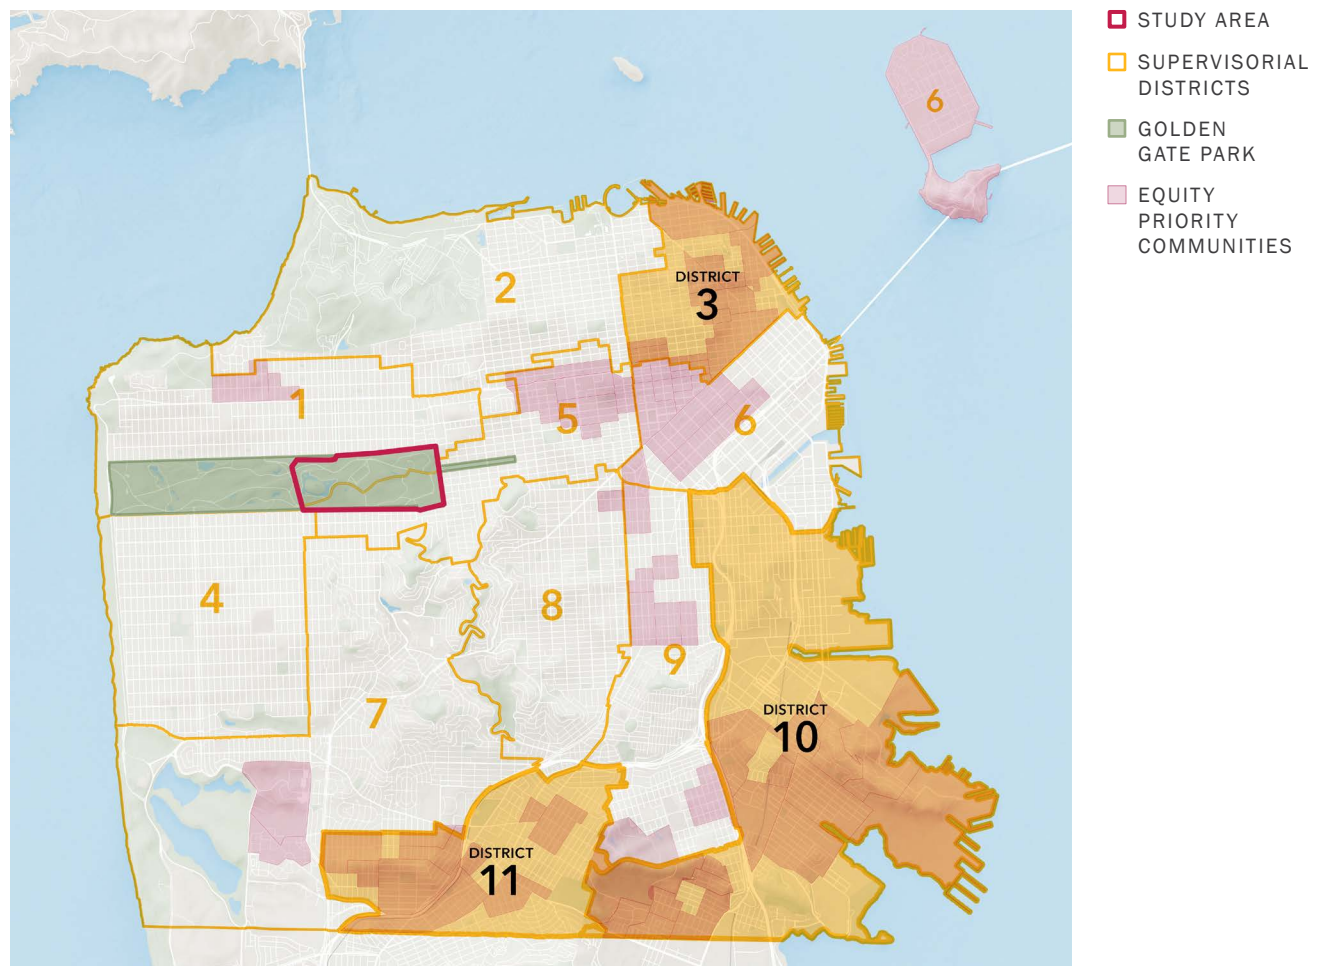 STUDY AREA
SUPERVISORIAL
DISTRICTS
GOLDEN
GATE PARK
EQUITY
PRIORITY
COMMUNITIES
6
2
DISTRICT
3
1
5
6
4
8
9
7
DISTRICT
10
DISTRICT
11